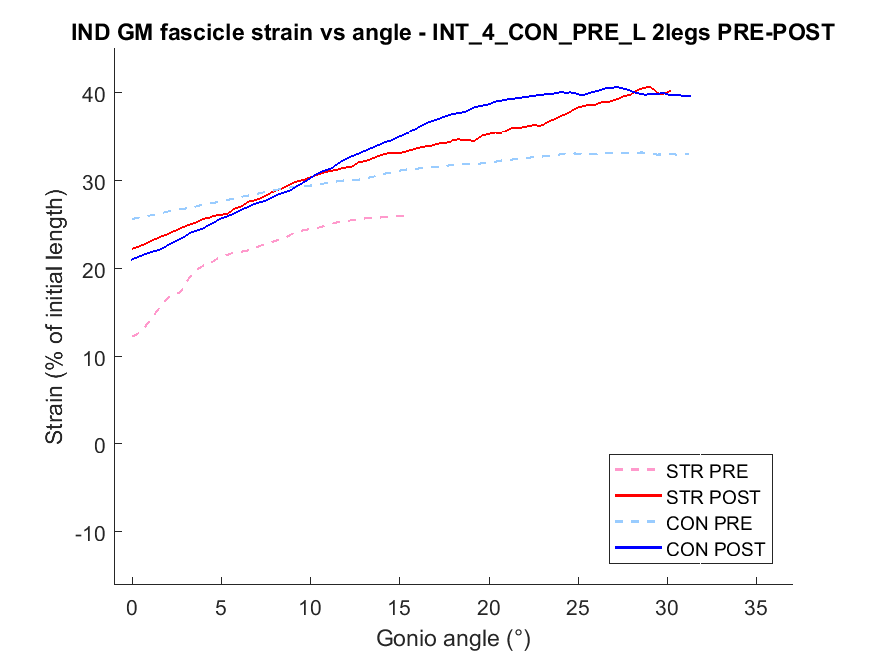 IND GM fascicle strain vs angle - INT_4_CON_PRE_L 2legs PRE-POST
Strain (% of initial length)
40
30
20
10
0
-10
0 5 10 15 20 25 30 35
Gonio angle (°)
STR PRE
STR POST
CON PRE
CON POST